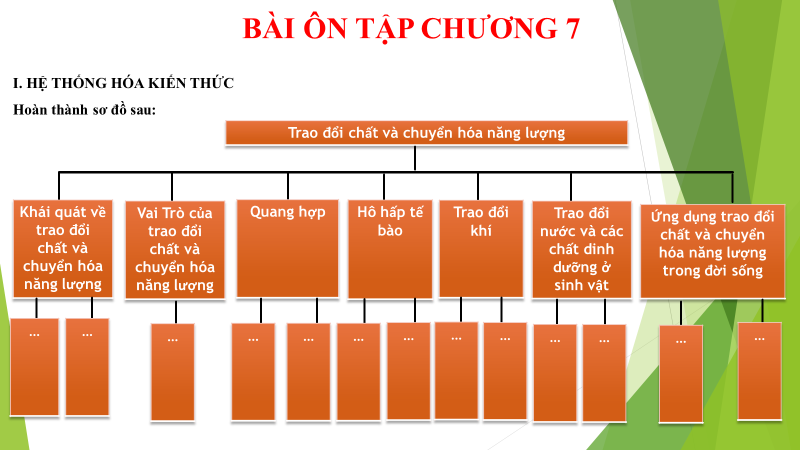 BÀI ÔN TẬP CHƯƠNG 7
I. HỆ THỐNG HÓA KIẾN THỨC
Hoàn thành sơ đồ sau:
Trao đổi chất và chuyển hóa năng lượng
Khái quát về
trao đổi
chất và
chuyển hóa
năng lượng
Vai Trò của
trao đổi
chất và
chuyển hóa
năng lượng
Quang hợp
Hô hấp tế
bào
Trao đổi
khí
Trao đổi
nước và các
chất dinh
dưỡng ở
sinh vật
Ứng dụng trao đổi
chất và chuyển
hóa năng lượng
trong đời sống
...
...
...
...
...
...
...
...
...
...
...
...
...